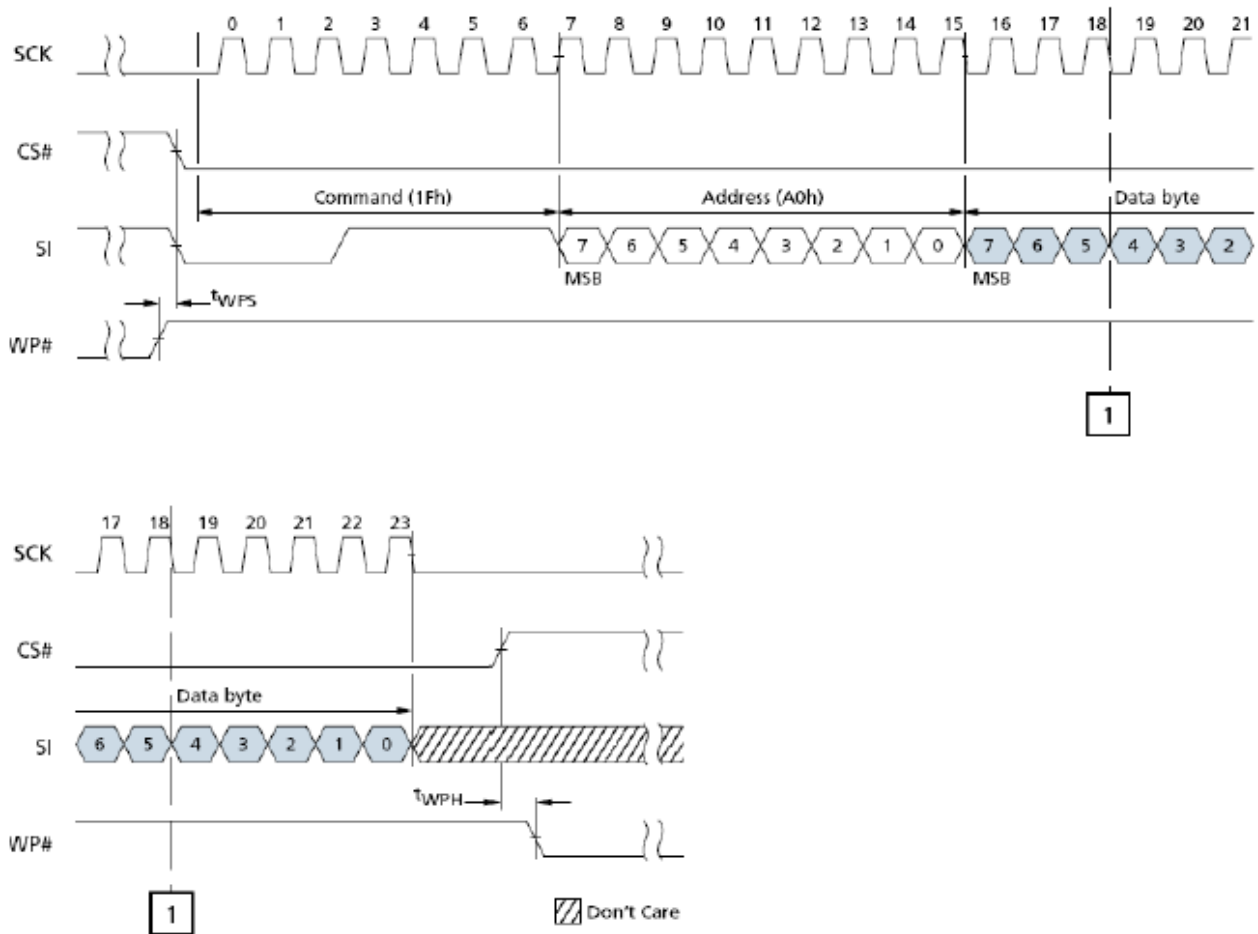 0 1 2 3 4 5 6 7 8 9 10 11 12 13 14 15 16 17 18 19 20 21
SCK
CS#
Command (1Fh) Address (A0h) Data byte
SI 7 6 5 4 3 2 1 0 7 6 5 4 3 2
MSB MSB
tWPS
WP#
1
17 18 19 20 21 22 23
SCK
CS#
Data byte
SI 6 5 4 3 2 1 0
tWPH
WP#
1
Don't Care